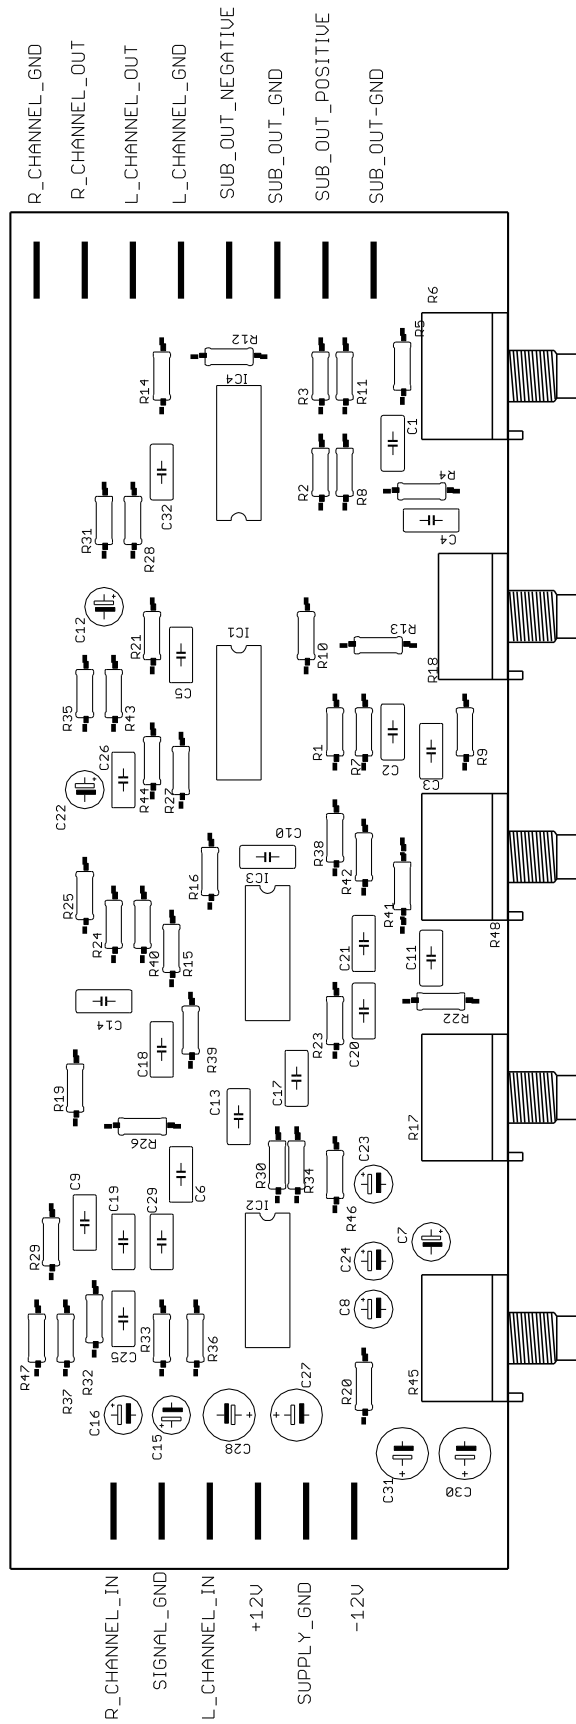 R_CHANNEL_GND
R_CHANNEL_OUT
L_CHANNEL_OUT
L_CHANNEL_GND
SUB_OUT_NEGATIVE
SUB_OUT_GND
SUB_OUT_POSITIVE
SUB_OUT-GND
R6
R5
R12
IC4
R14
R3
R11
C1
R4
C32
R2
R8
C4
R31
R28
C12
R21
IC1
R10
R13
R18
C5
R35
R43
C26
R44
R27
R1
R7
C2
C3
R9
C22
C10
R38
R42
R16
IC3
R41
R48
R25
R24
R40
R15
C21
C11
C14
C18
R39
R23
C20
R22
R19
C13
C17
R17
R26
R30
R34
C23
R46
C9
C19
C29
C6
IC2
R29
C24
C7
C8
R47
R37
R32
C25
R33
R36
R20
R45
C16
C15
C28
C27
C31
C30
R_CHANNEL_IN
SIGNAL_GND
L_CHANNEL_IN
+12V
SUPPLY_GND
-12V